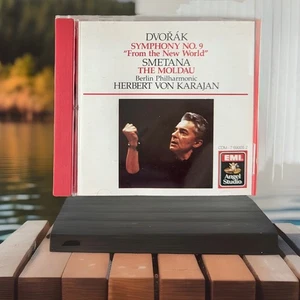 DVOŘÁK
SYMPHONY NO. 9
"From the New World"
SMETANA
THE MOLDAU
Berlin Philharmonic
HERBERT VON KARAJAN
EMI
Angel
Studio